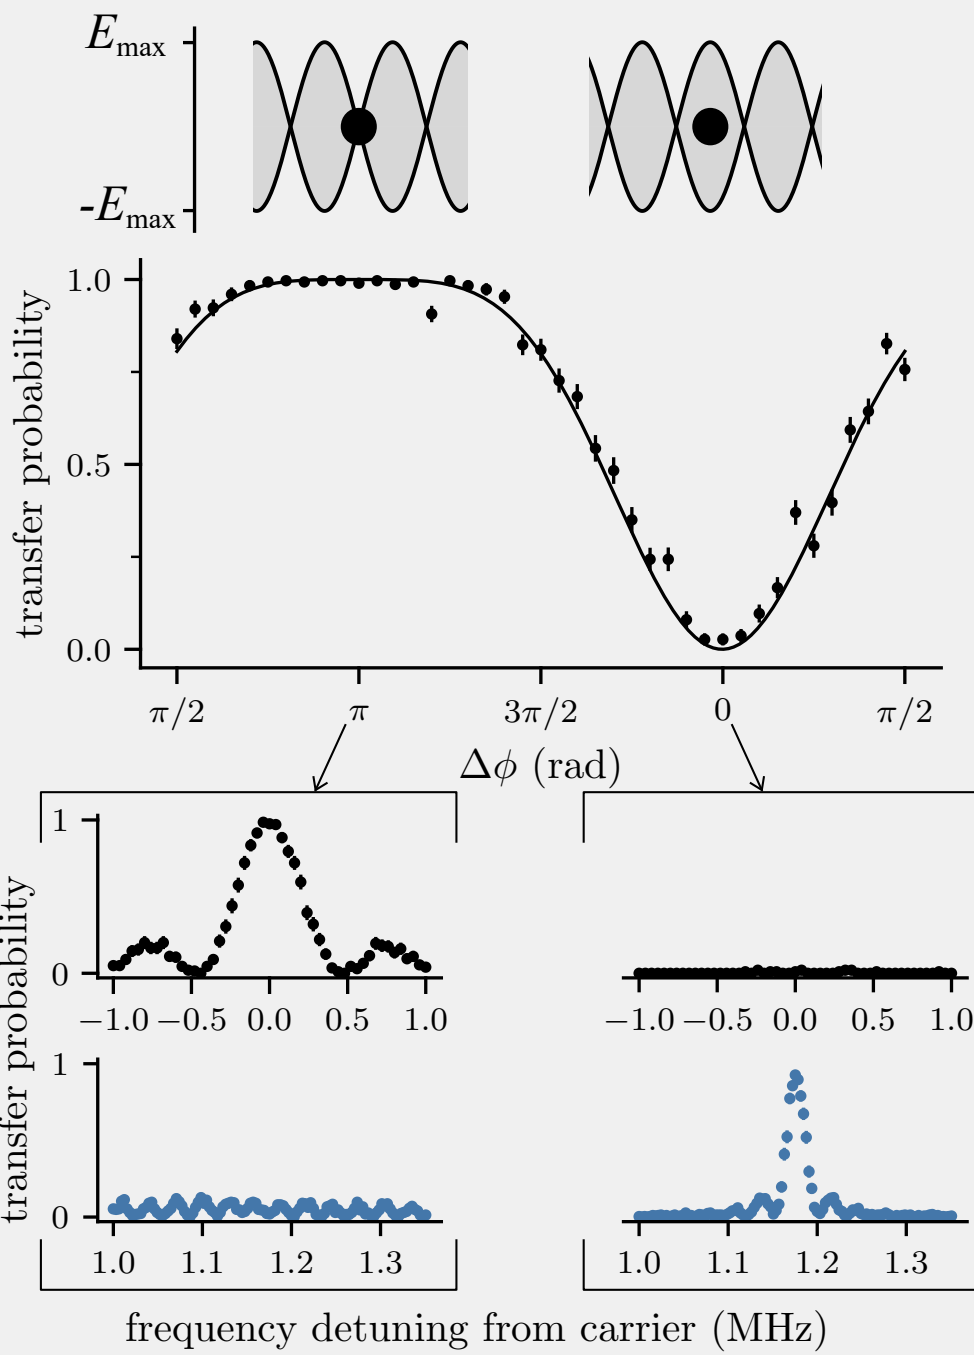 E_max
-E_max
transfer probability
1.0
0.5
0.0
π/2 π 3π/2 0 π/2
Δϕ (rad)
transfer probability
1
0
−1.0 −0.5 0.0 0.5 1.0
−1.0 −0.5 0.0 0.5 1.0
1
0
1.0 1.1 1.2 1.3
1.0 1.1 1.2 1.3
frequency detuning from carrier (MHz)